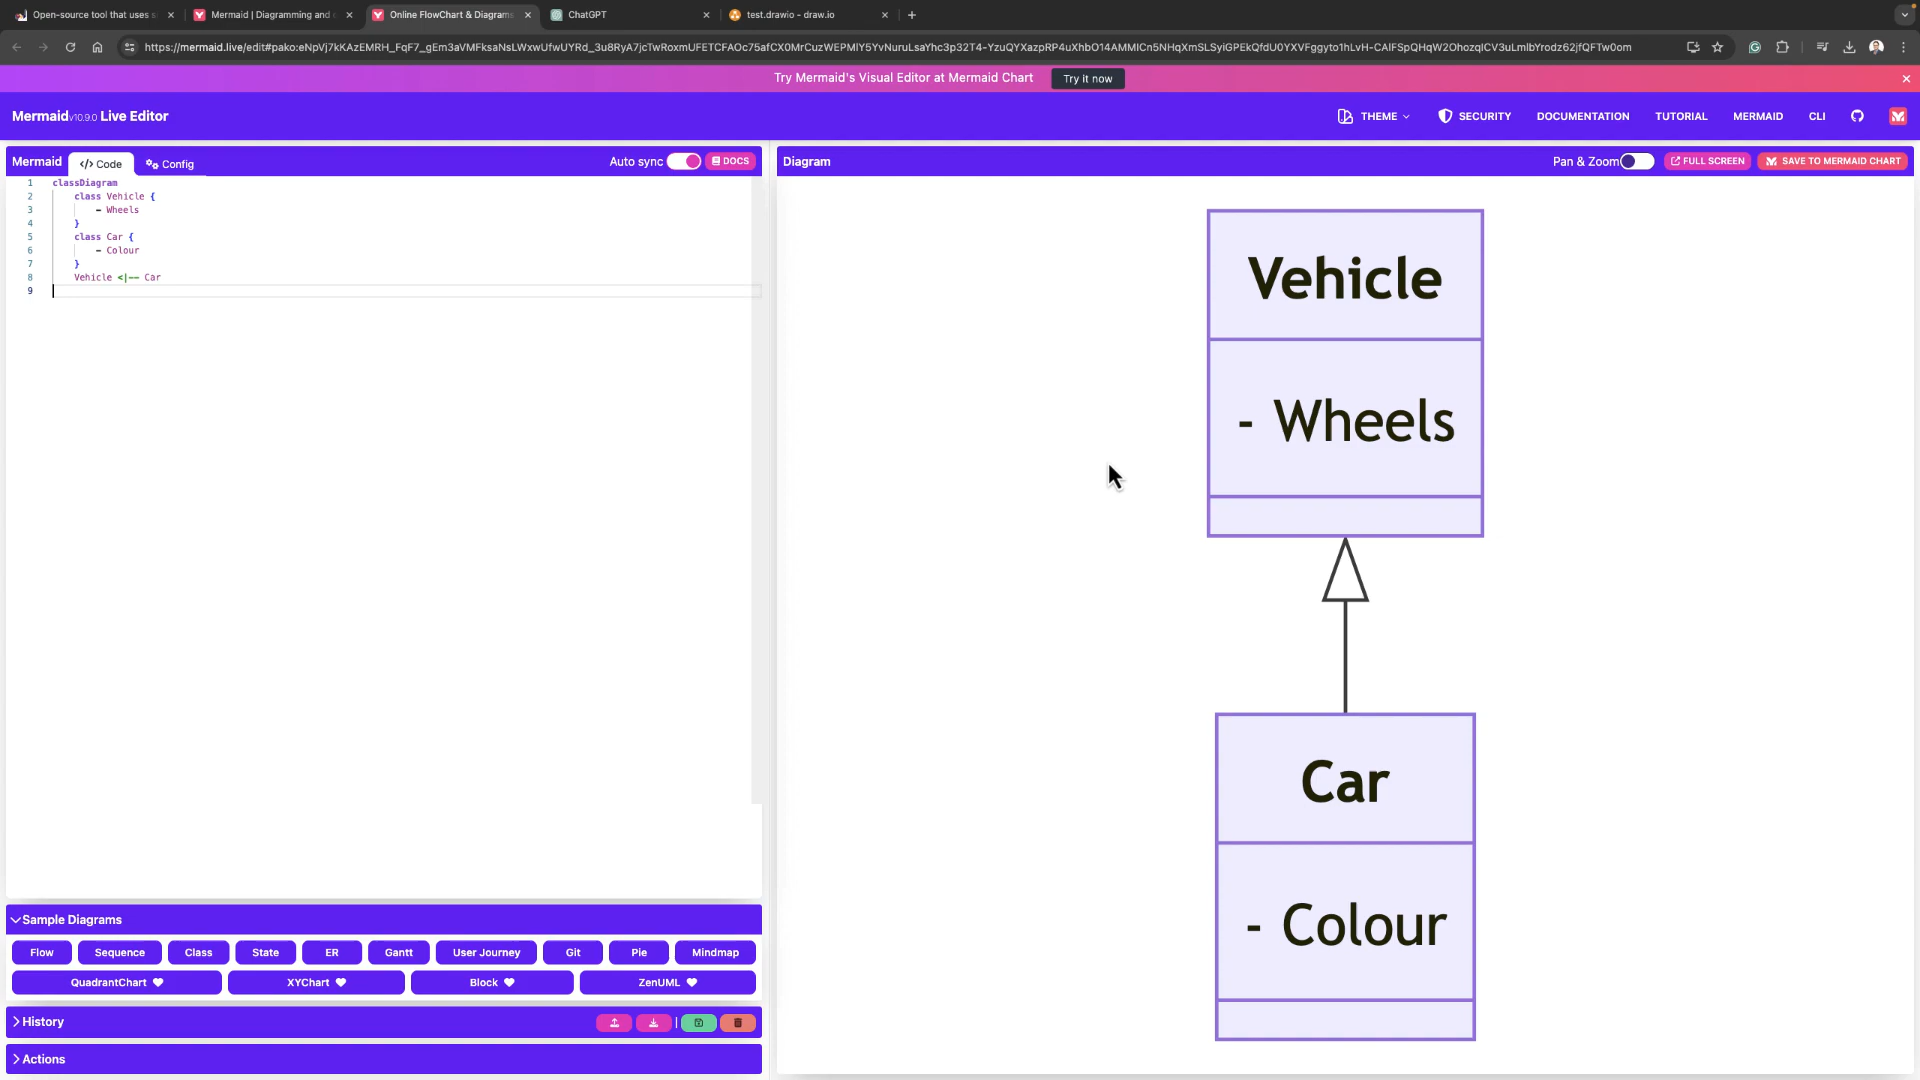 Open-source tool that uses s
Mermaid | Diagramming and c
Online FlowChart & Diagrams
ChatGPT
test.drawio - draw.io
Try Mermaid's Visual Editor at Mermaid Chart
Try it now
Mermaid v10.9.0 Live Editor
THEME
SECURITY
DOCUMENTATION
TUTORIAL
MERMAID
CLI
Mermaid
</> Code
Config
Auto sync
DOCS
Diagram
Pan & Zoom
FULL SCREEN
SAVE TO MERMAID CHART
1 classDiagram
2 class Vehicle {
3 - Wheels
4 }
5 class Car {
6 - Colour
7 }
8 Vehicle <|-- Car
9
Vehicle
- Wheels
Car
- Colour
Sample Diagrams
Flow
Sequence
Class
State
ER
Gantt
User Journey
Git
Pie
Mindmap
QuadrantChart
XYChart
Block
ZenUML
History
Actions